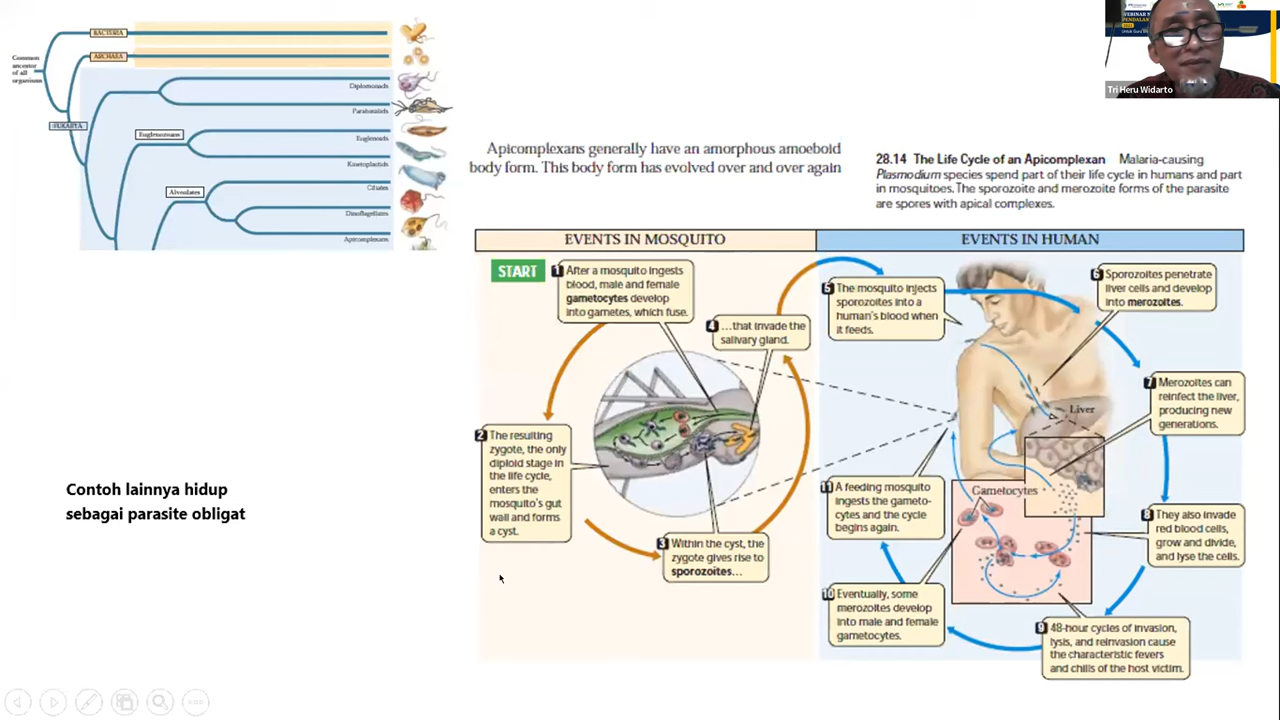 BACTERIA
ARCHAEA
Common
ancestor
of all
organisms
EUKARYA
Diplomonads
Parabasalids
Euglenozoans
Euglenoids
Kinetoplastids
Alveolates
Ciliates
Dinoflagellates
Apicomplexans
Apicomplexans generally have an amorphous amoeboid
body form. This body form has evolved over and over again
28.14 The Life Cycle of an Apicomplexan Malaria-causing
Plasmodium species spend part of their life cycle in humans and part
in mosquitoes. The sporozoite and merozoite forms of the parasite
are spores with apical complexes.
Tri Heru Widarto
EVENTS IN MOSQUITO
EVENTS IN HUMAN
START
1 After a mosquito ingests
blood, male and female
gametocytes develop
into gametes, which fuse.
2 The resulting
zygote, the only
diploid stage in
the life cycle,
enters the
mosquito's gut
wall and forms
a cyst.
3 Within the cyst, the
zygote gives rise to
sporozoites…
4 …that invade the
salivary gland.
5 The mosquito injects
sporozoites into a
human's blood when
it feeds.
6 Sporozoites penetrate
liver cells and develop
into merozoites.
7 Merozoites can
reinfect the liver,
producing new
generations.
Liver
Gametocytes
8 They also invade
red blood cells,
grow and divide,
and lyse the cells.
9 48-hour cycles of invasion,
lysis, and reinvasion cause
the characteristic fevers
and chills of the host victim.
10 Eventually, some
merozoites develop
into male and female
gametocytes.
11 A feeding mosquito
ingests the gameto-
cytes and the cycle
begins again.
Contoh lainnya hidup
sebagai parasite obligat